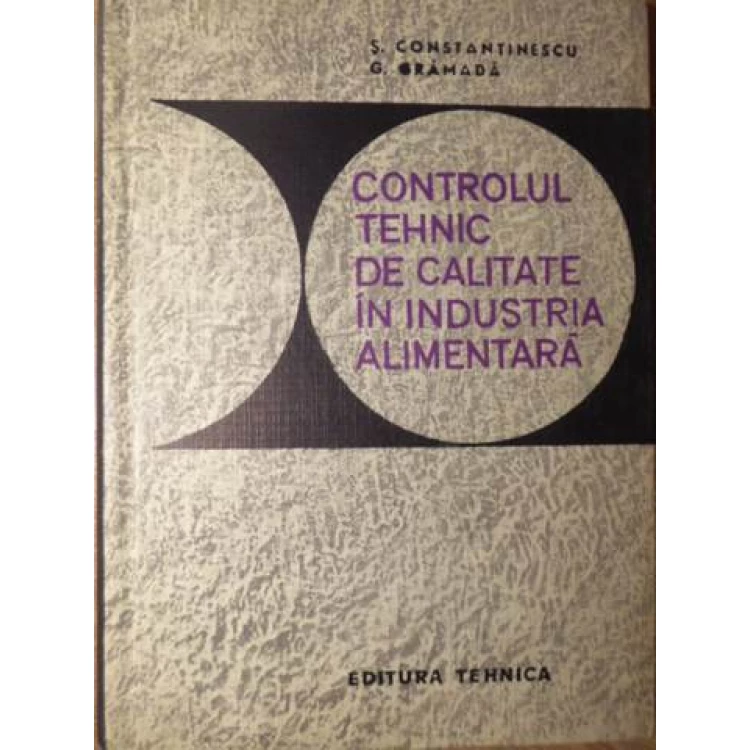 Ș. CONSTANTINESCU
G. GRĂMADĂ
CONTROLUL
TEHNIC
DE CALITATE
ÎN INDUSTRIA
ALIMENTARĂ
EDITURA TEHNICA